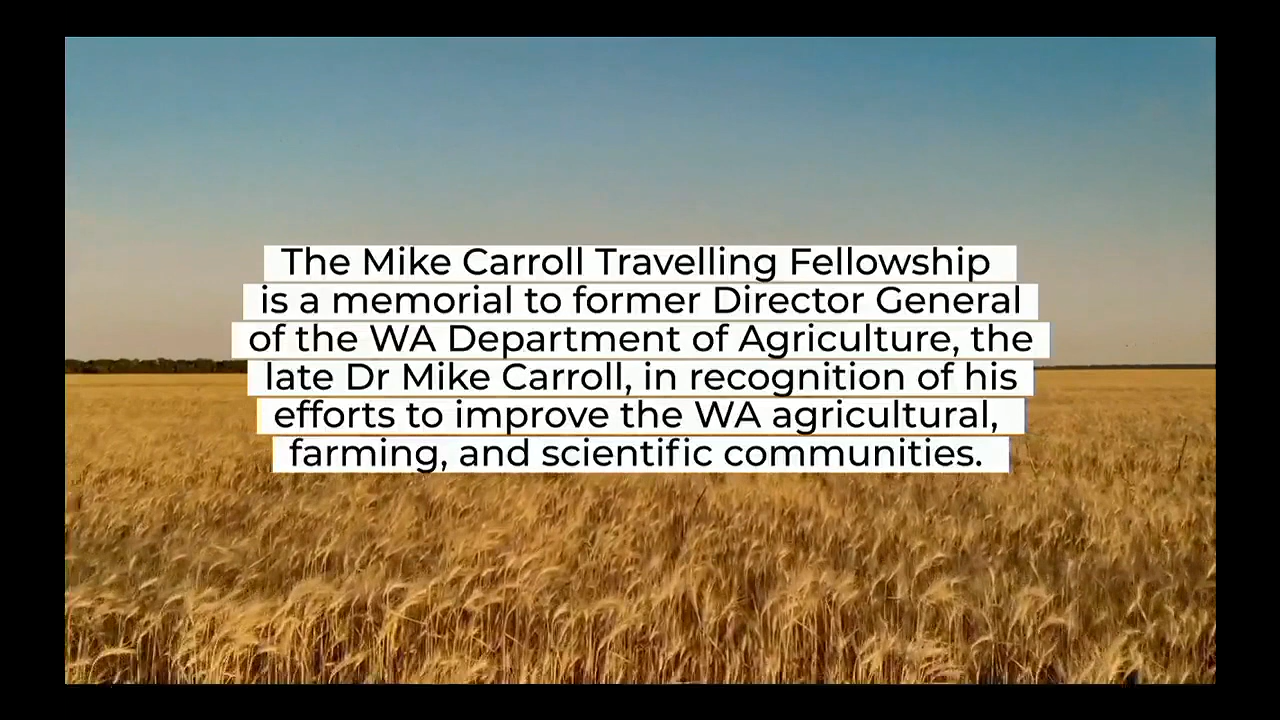 The Mike Carroll Travelling Fellowship
is a memorial to former Director General
of the WA Department of Agriculture, the
late Dr Mike Carroll, in recognition of his
efforts to improve the WA agricultural,
farming, and scientific communities.